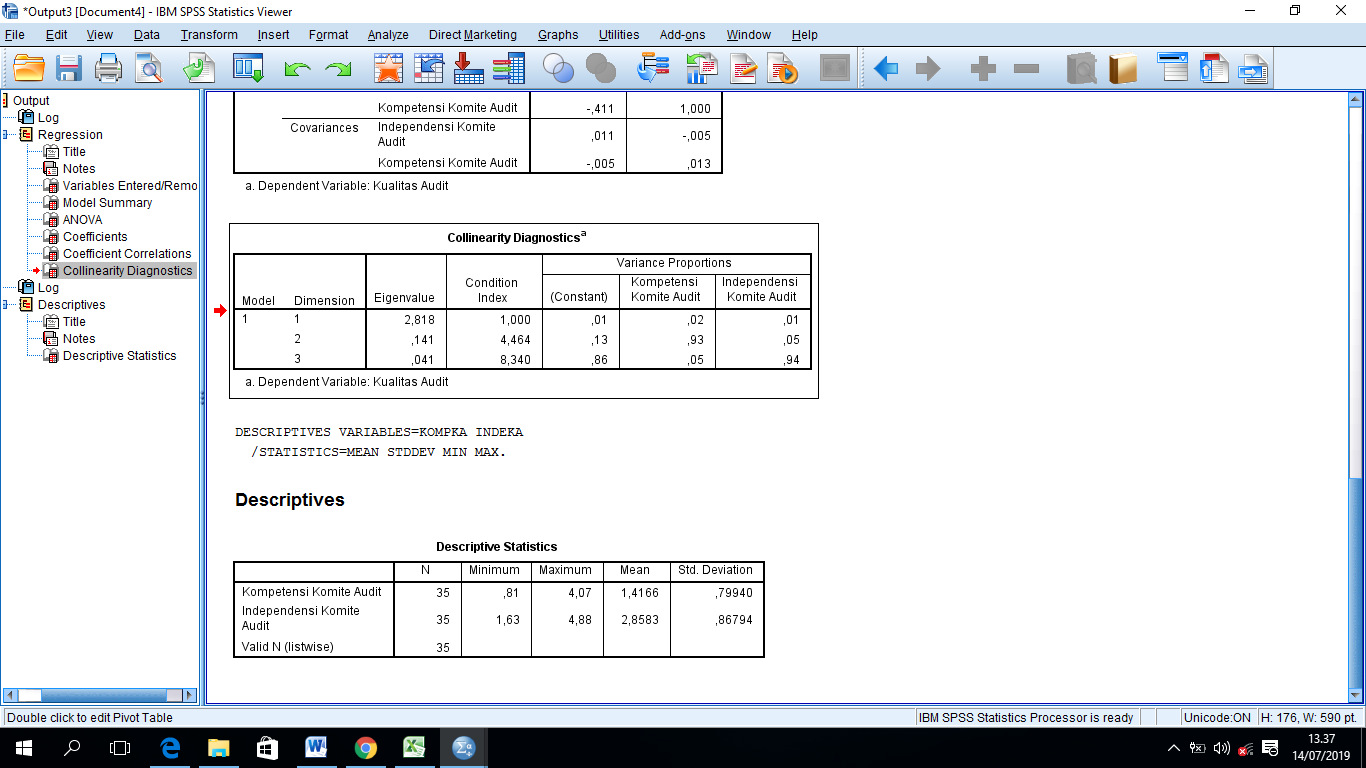 *Output3 [Document4] - IBM SPSS Statistics Viewer
File Edit View Data Transform Insert Format Analyze Direct Marketing Graphs Utilities Add-ons Window Help
Output
Log
Regression
Title
Notes
Variables Entered/Remo
Model Summary
ANOVA
Coefficients
Coefficient Correlations
Collinearity Diagnostics
Log
Descriptives
Title
Notes
Descriptive Statistics
Kompetensi Komite Audit -,411 1,000
Covariances Independensi Komite Audit ,011 -,005
Kompetensi Komite Audit -,005 ,013
a. Dependent Variable: Kualitas Audit
Collinearity Diagnosticsa
Variance Proportions
Model Dimension Eigenvalue Condition Index (Constant) Kompetensi Komite Audit Independensi Komite Audit
1 1 2,818 1,000 ,01 ,02 ,01
2 ,141 4,464 ,13 ,93 ,05
3 ,041 8,340 ,86 ,05 ,94
a. Dependent Variable: Kualitas Audit
DESCRIPTIVES VARIABLES=KOMPKA INDEKA
/STATISTICS=MEAN STDDEV MIN MAX.
Descriptives
Descriptive Statistics
N Minimum Maximum Mean Std. Deviation
Kompetensi Komite Audit 35 ,81 4,07 1,4166 ,79940
Independensi Komite Audit 35 1,63 4,88 2,8583 ,86794
Valid N (listwise) 35
Double click to edit Pivot Table
IBM SPSS Statistics Processor is ready
Unicode:ON
H: 176, W: 590 pt.
13.37
14/07/2019